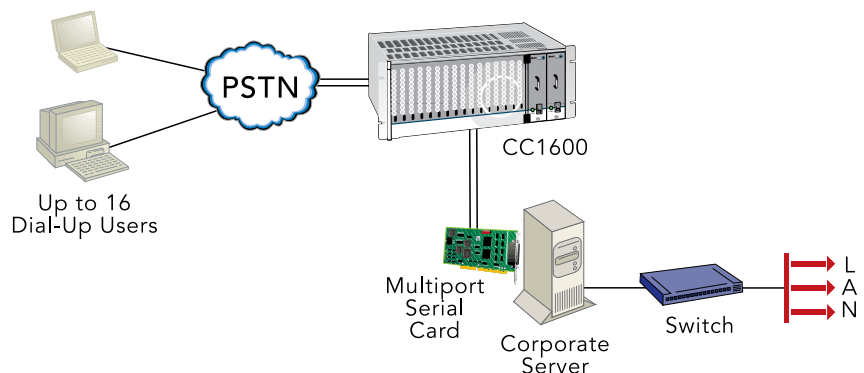 PSTN
CC1600
Up to 16
Dial-Up Users
Multiport
Serial
Card
Corporate
Server
Switch
L
A
N